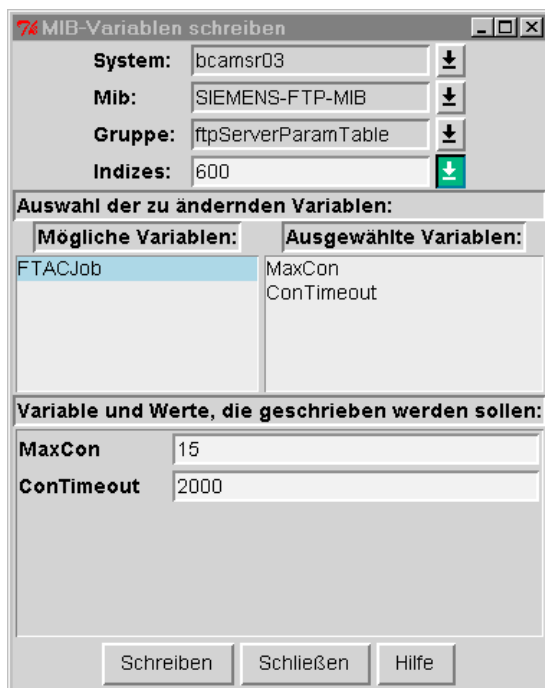 MIB-Variablen schreiben
System: bcamsr03
Mib: SIEMENS-FTP-MIB
Gruppe: ftpServerParamTable
Indizes: 600
Auswahl der zu ändernden Variablen:
Mögliche Variablen: Ausgewählte Variablen:
FTACJob MaxCon
ConTimeout
Variable und Werte, die geschrieben werden sollen:
MaxCon 15
ConTimeout 2000
Schreiben Schließen Hilfe